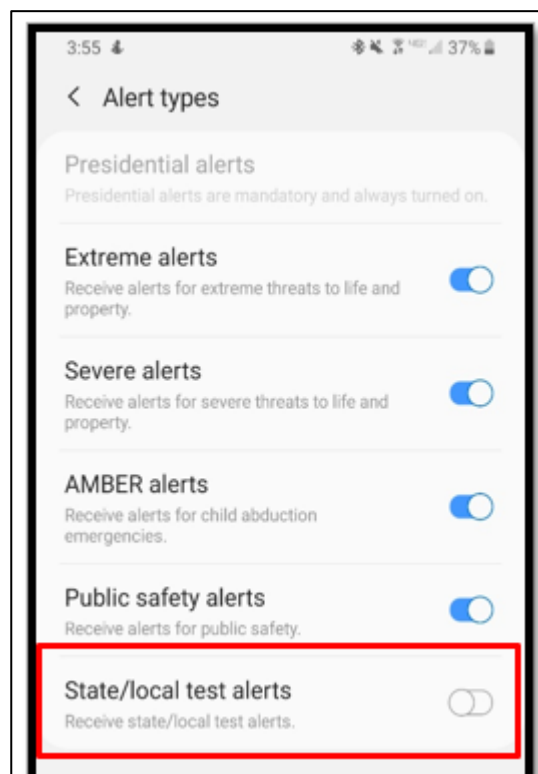 3:55 37%
Alert types
Presidential alerts
Presidential alerts are mandatory and always turned on.
Extreme alerts
Receive alerts for extreme threats to life and
property.
Severe alerts
Receive alerts for severe threats to life and
property.
AMBER alerts
Receive alerts for child abduction
emergencies.
Public safety alerts
Receive alerts for public safety.
State/local test alerts
Receive state/local test alerts.